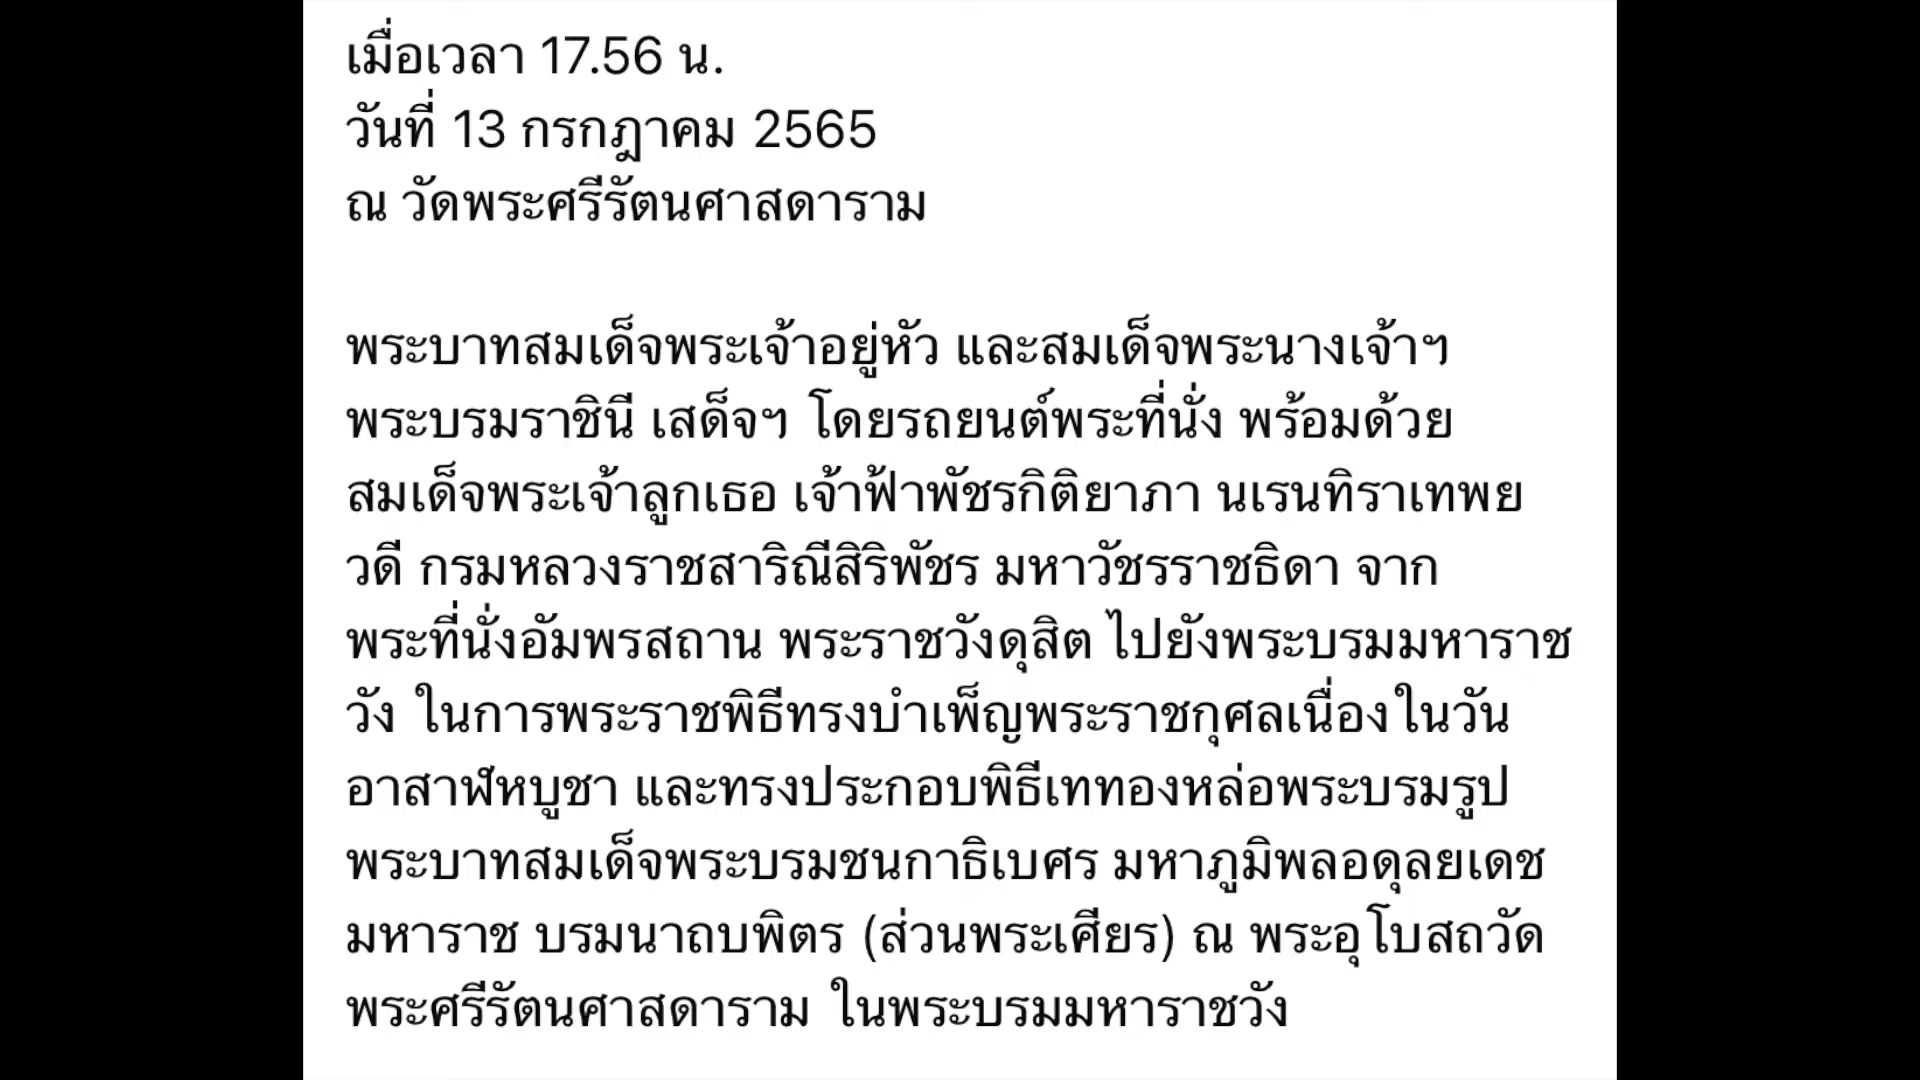 เมื่อเวลา 17.56 น.
วันที่ 13 กรกฎาคม 2565
ณ วัดพระศรีรัตนศาสดาราม
พระบาทสมเด็จพระเจ้าอยู่หัว และสมเด็จพระนางเจ้าฯ
พระบรมราชินี เสด็จฯ โดยรถยนต์พระที่นั่ง พร้อมด้วย
สมเด็จพระเจ้าลูกเธอ เจ้าฟ้าพัชรกิติยาภา นเรนทิราเทพย
วดี กรมหลวงราชสาริณีสิริพัชร มหาวัชรราชธิดา จาก
พระที่นั่งอัมพรสถาน พระราชวังดุสิต ไปยังพระบรมมหาราช
วัง ในการพระราชพิธีทรงบำเพ็ญพระราชกุศลเนื่องในวัน
อาสาฬหบูชา และทรงประกอบพิธีเททองหล่อพระบรมรูป
พระบาทสมเด็จพระบรมชนกาธิเบศร มหาภูมิพลอดุลยเดช
มหาราช บรมนาถบพิตร (ส่วนพระเศียร) ณ พระอุโบสถวัด
พระศรีรัตนศาสดาราม ในพระบรมมหาราชวัง